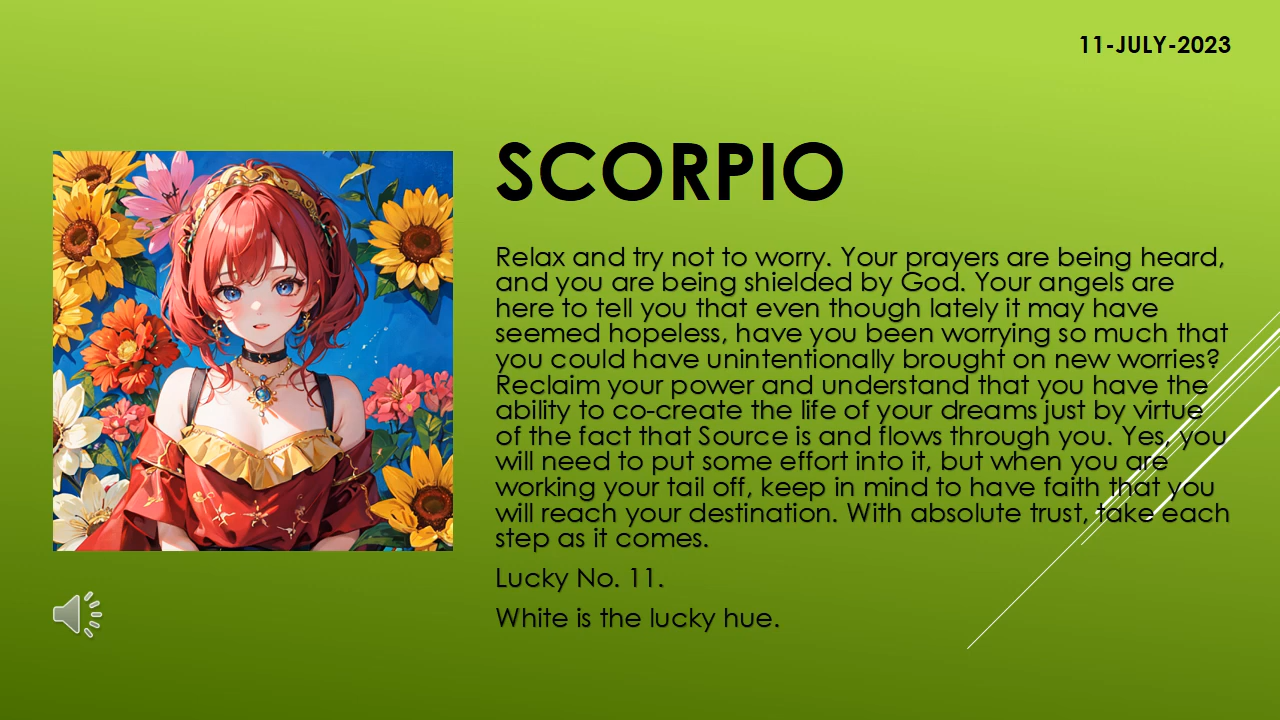 11-JULY-2023
SCORPIO
Relax and try not to worry. Your prayers are being heard,
and you are being shielded by God. Your angels are
here to tell you that even though lately it may have
seemed hopeless, have you been worrying so much that
you could have unintentionally brought on new worries?
Reclaim your power and understand that you have the
ability to co-create the life of your dreams just by virtue
of the fact that Source is and flows through you. Yes, you
will need to put some effort into it, but when you are
working your tail off, keep in mind to have faith that you
will reach your destination. With absolute trust, take each
step as it comes.
Lucky No. 11.
White is the lucky hue.